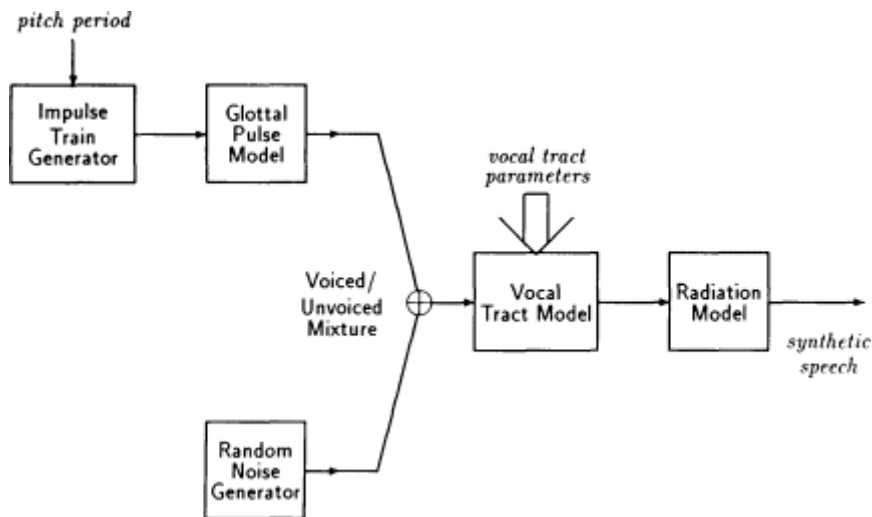 pitch period
Impulse
Train
Generator
Glottal
Pulse
Model
vocal tract
parameters
Voiced/
Unvoiced
Mixture
Vocal
Tract Model
Radiation
Model
synthetic
speech
Random
Noise
Generator